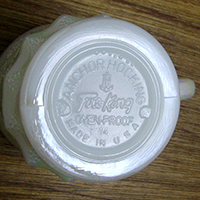 ANCHOR HOCKING
Fire-King
OVEN-PROOF
MADE IN U.S.A.